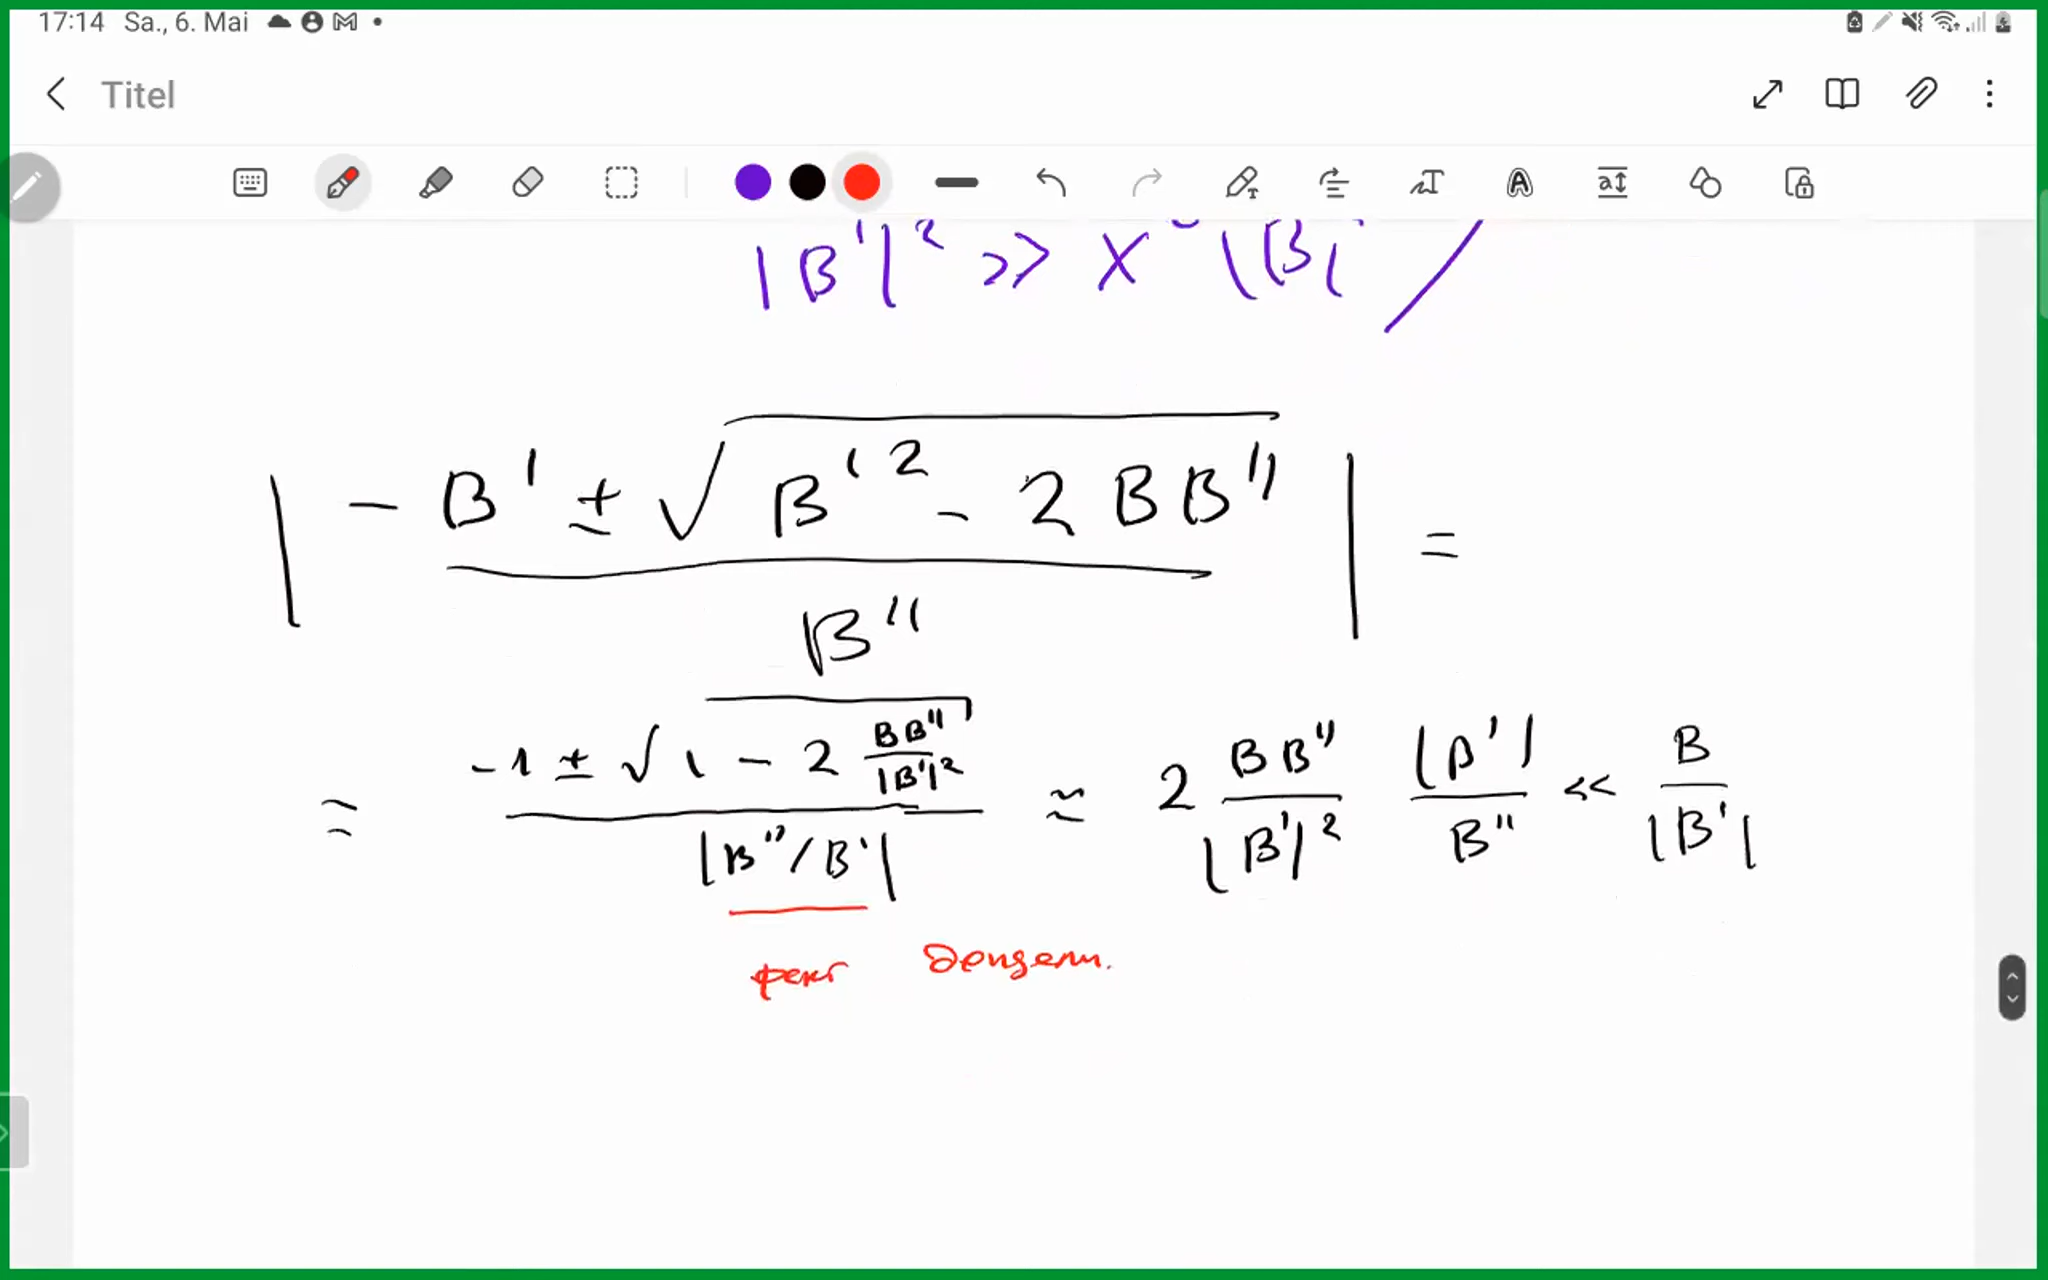 17:14 Sa., 6. Mai
Titel
|B'|² >> X |B|
| (-B' ± √(B'² - 2BB'')) / B'' | =
= (-1 ± √(1 - 2 BB''/|B'|²)) / |B''/B'| ≈ 2 BB''/|B'|² |B'|/B'' << B/|B'|